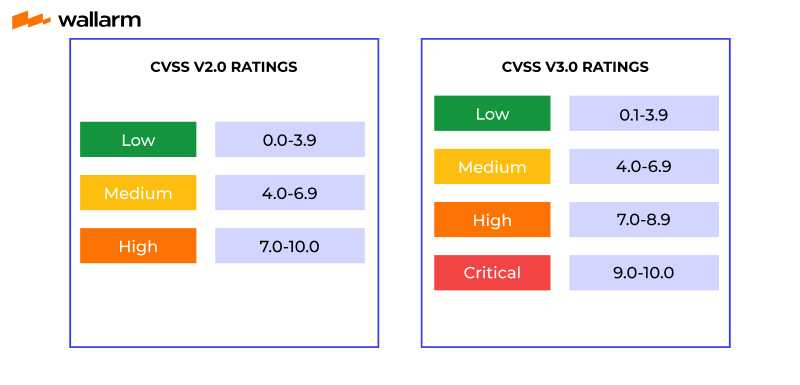 wallarm
CVSS V2.0 RATINGS
Low 0.0-3.9
Medium 4.0-6.9
High 7.0-10.0
CVSS V3.0 RATINGS
Low 0.1-3.9
Medium 4.0-6.9
High 7.0-8.9
Critical 9.0-10.0